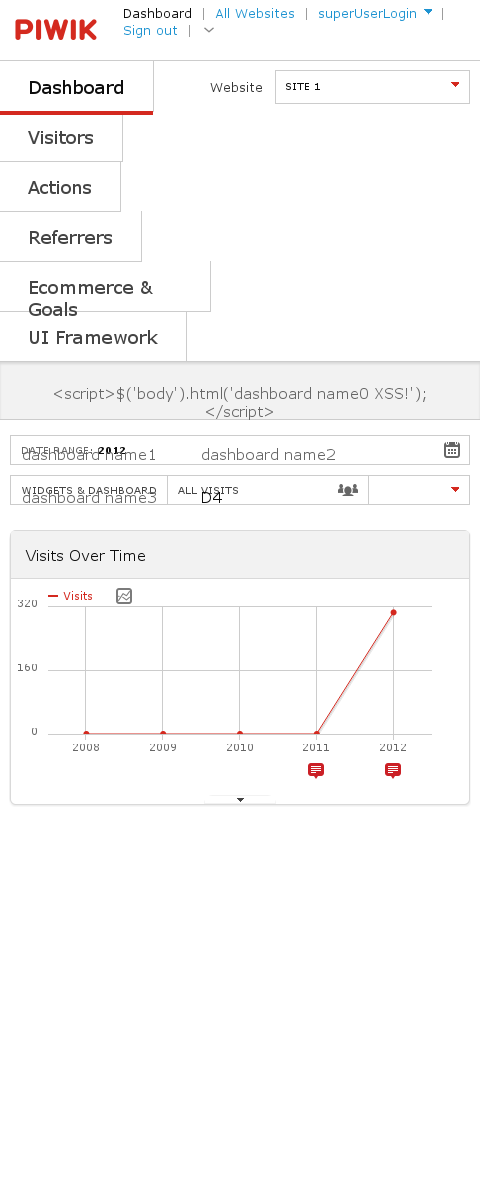 PIWIK
Dashboard | All Websites | superUserLogin |
Sign out |
Dashboard
Website SITE 1
Visitors
Actions
Referrers
Ecommerce &
Goals
UI Framework
<script>$('body').html('dashboard name0 XSS!');
</script>
DATE RANGE: 2012
dashboard name1 dashboard name2
WIDGETS & DASHBOARD ALL VISITS
dashboard name3 D4
Visits Over Time
Visits
320
160
0
2008 2009 2010 2011 2012